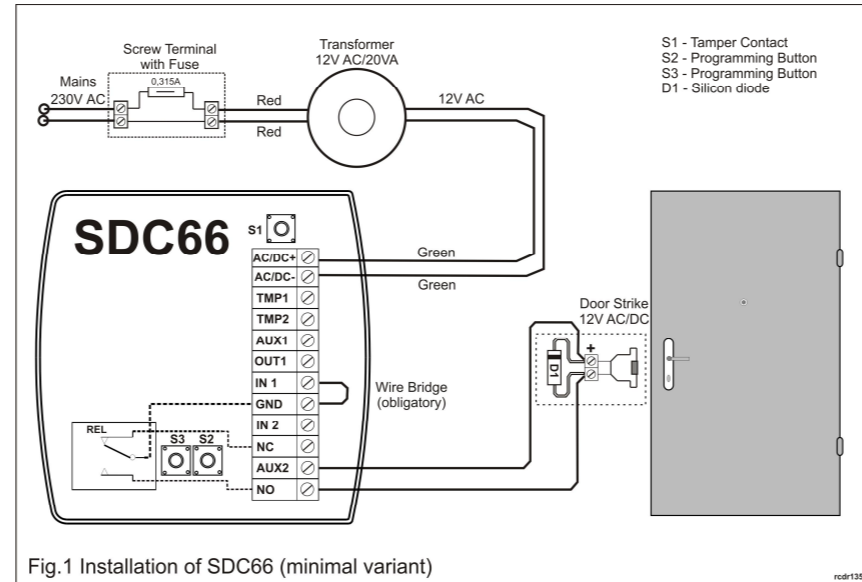 Screw Terminal
with Fuse
0,315A
Mains
230V AC
Red
Red
Transformer
12V AC/20VA
12V AC
S1 - Tamper Contact
S2 - Programming Button
S3 - Programming Button
D1 - Silicon diode
SDC66
S1
AC/DC+
AC/DC-
TMP1
TMP2
AUX1
OUT1
IN 1
GND
IN 2
NC
AUX2
NO
Green
Green
Wire Bridge
(obligatory)
Door Strike
12V AC/DC
+
D1
REL
S3 S2
Fig.1 Installation of SDC66 (minimal variant)
rcdr135